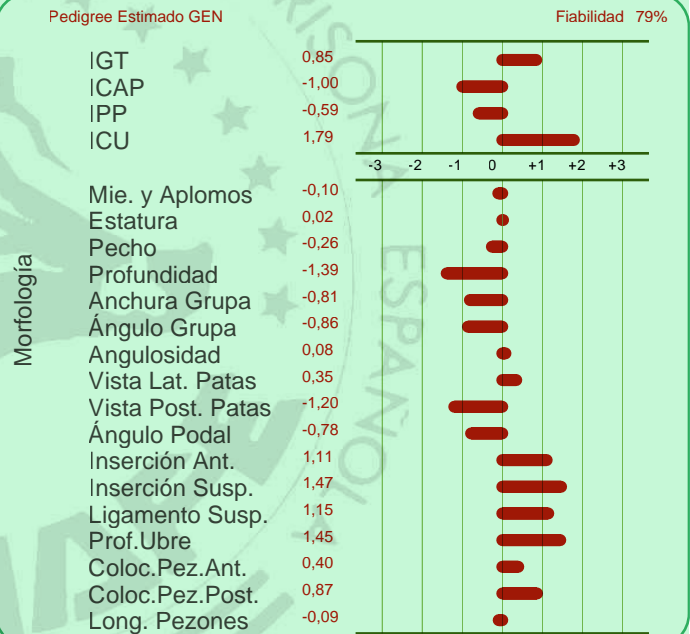 Pedigree Estimado GEN Fiabilidad 79%
IGT 0,85
ICAP -1,00
IPP -0,59
ICU 1,79
-3 -2 -1 0 +1 +2 +3
Morfología
Mie. y Aplomos -0,10
Estatura 0,02
Pecho -0,26
Profundidad -1,39
Anchura Grupa -0,81
Ángulo Grupa -0,86
Angulosidad 0,08
Vista Lat. Patas 0,35
Vista Post. Patas -1,20
Ángulo Podal -0,78
Inserción Ant. 1,11
Inserción Susp. 1,47
Ligamento Susp. 1,15
Prof.Ubre 1,45
Coloc.Pez.Ant. 0,40
Coloc.Pez.Post. 0,87
Long. Pezones -0,09
ESPAÑOLA